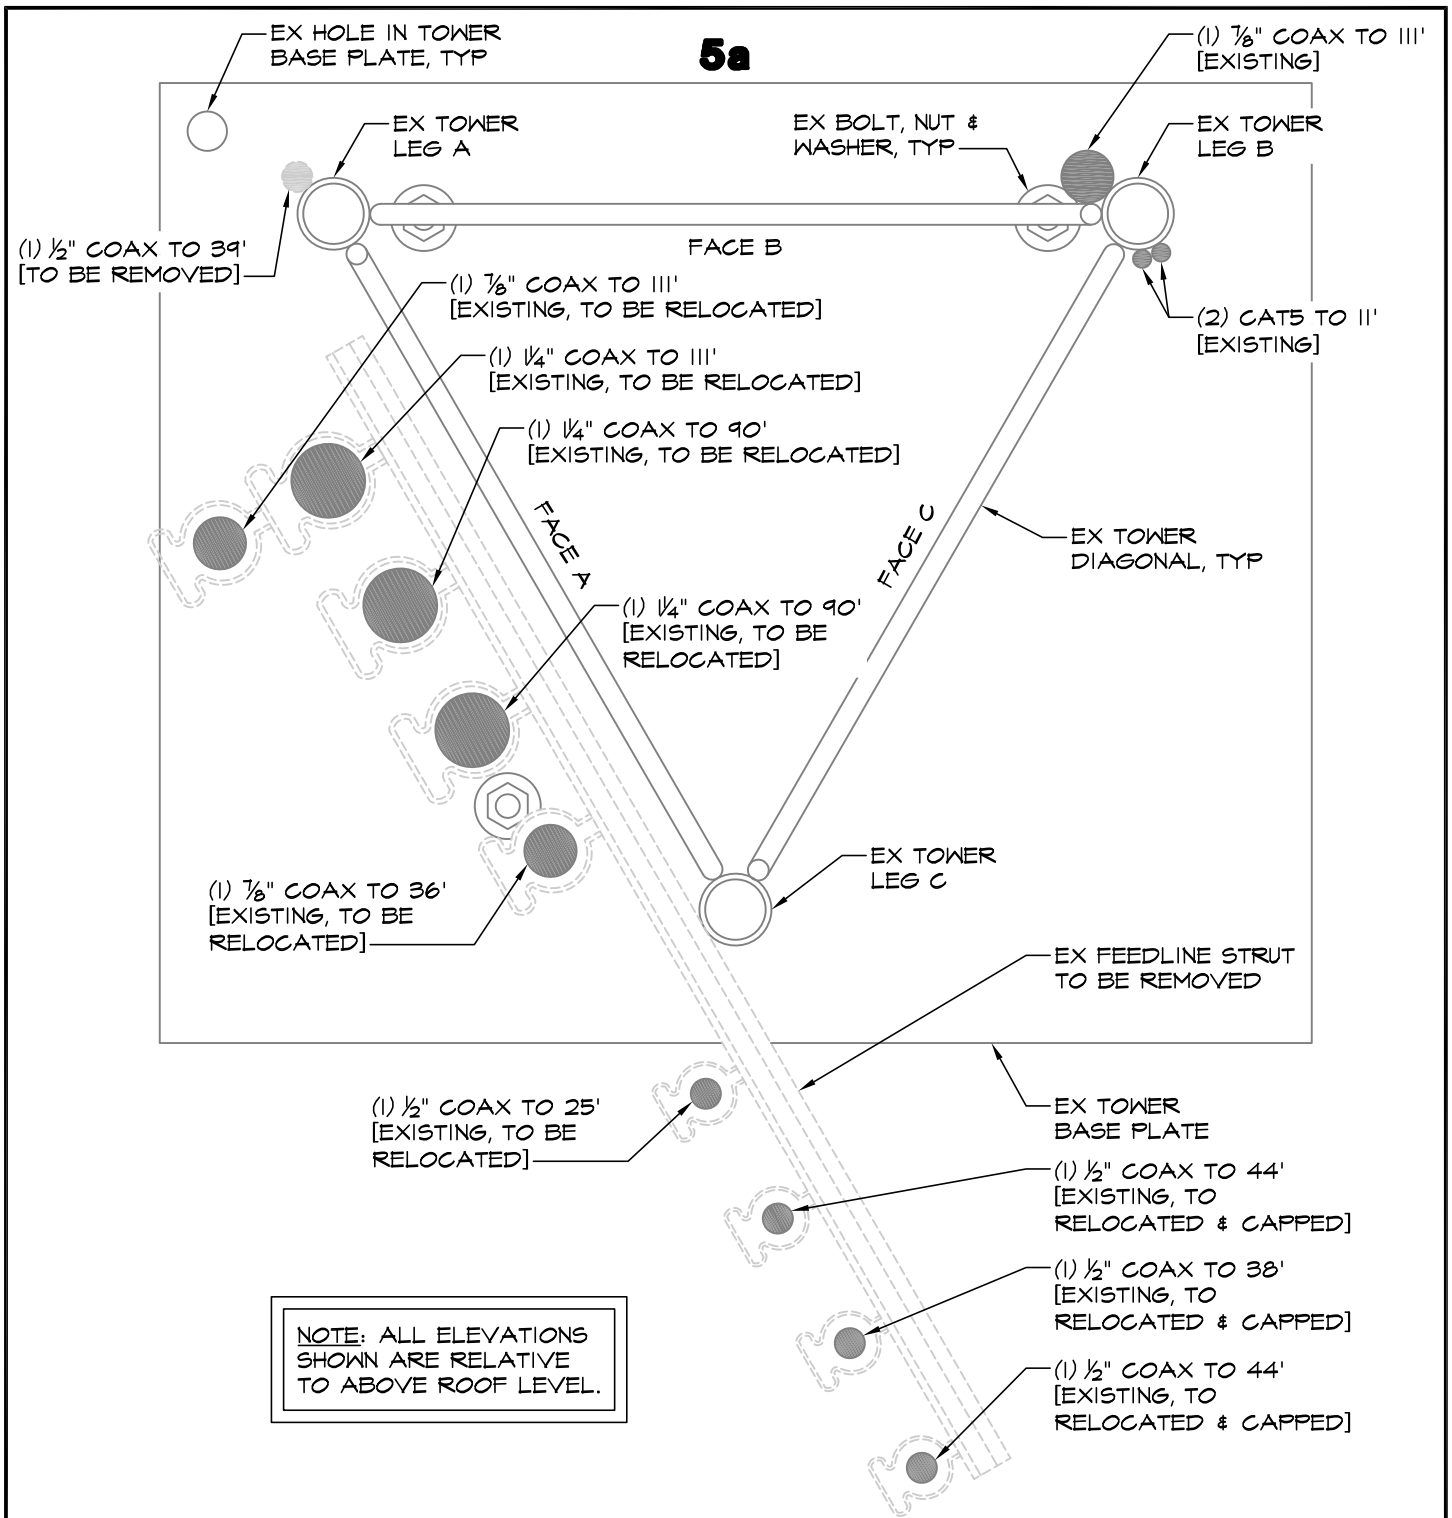 5a
EX HOLE IN TOWER
BASE PLATE, TYP
(1) 7/8" COAX TO 111'
[EXISTING]
EX TOWER
LEG A
EX BOLT, NUT &
WASHER, TYP
EX TOWER
LEG B
(1) 1/2" COAX TO 39'
[TO BE REMOVED]
FACE B
(1) 7/8" COAX TO 111'
[EXISTING, TO BE RELOCATED]
(2) CAT5 TO 11'
[EXISTING]
(1) 1 1/4" COAX TO 111'
[EXISTING, TO BE RELOCATED]
(1) 1 1/4" COAX TO 90'
[EXISTING, TO BE RELOCATED]
FACE A
FACE C
EX TOWER
DIAGONAL, TYP
(1) 1 1/4" COAX TO 90'
[EXISTING, TO BE
RELOCATED]
(1) 7/8" COAX TO 36'
[EXISTING, TO BE
RELOCATED]
EX TOWER
LEG C
EX FEEDLINE STRUT
TO BE REMOVED
(1) 1/2" COAX TO 25'
[EXISTING, TO BE
RELOCATED]
EX TOWER
BASE PLATE
(1) 1/2" COAX TO 44'
[EXISTING, TO
RELOCATED & CAPPED]
(1) 1/2" COAX TO 38'
[EXISTING, TO
RELOCATED & CAPPED]
(1) 1/2" COAX TO 44'
[EXISTING, TO
RELOCATED & CAPPED]
NOTE: ALL ELEVATIONS
SHOWN ARE RELATIVE
TO ABOVE ROOF LEVEL.